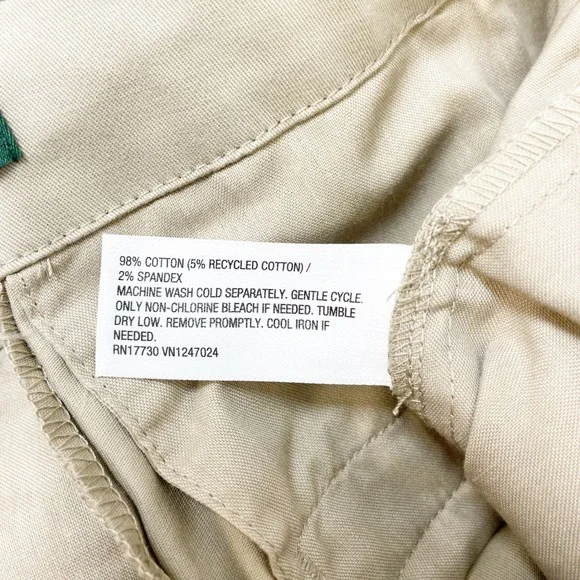 98% COTTON (5% RECYCLED COTTON) /
2% SPANDEX
MACHINE WASH COLD SEPARATELY. GENTLE CYCLE.
ONLY NON-CHLORINE BLEACH IF NEEDED. TUMBLE
DRY LOW. REMOVE PROMPTLY. COOL IRON IF
NEEDED.
RN17730 VN1247024